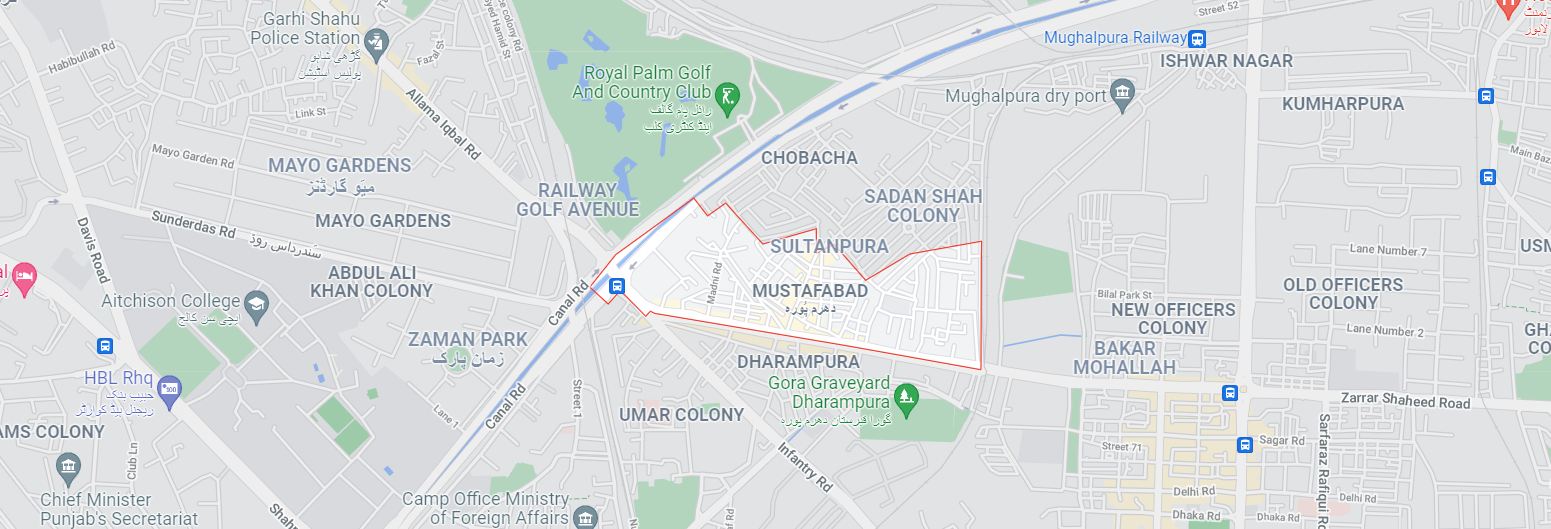 Garhi Shahu
Police Station
گڑھی شاہو
پولیس اسٹیشن
Habibullah Rd
Fazal St
Syed Hamid St
Link St
Allama Iqbal Rd
Mayo Garden Rd
MAYO GARDENS
میو گارڈنز
MAYO GARDENS
Davis Road
Sunderdas Rd
سندرداس روڈ
ABDUL ALI
KHAN COLONY
Aitchison College
ایچی سن کالج
ZAMAN PARK
زمان پارک
HBL Rhq
حبیب بنک
ریجنل ہیڈ کوارٹر
AMS COLONY
Club Ln
Chief Minister
Punjab's Secretariat
Lane 1
Canal Rd
Canal Rd
Camp Office Ministry
of Foreign Affairs
Royal Palm Golf
And Country Club
رائل پام گالف
اینڈ کنٹری کلب
RAILWAY
GOLF AVENUE
CHOBACHA
SADAN SHAH
COLONY
SULTANPURA
Madni Rd
MUSTAFABAD
دھرم پورہ
DHARAMPURA
Gora Graveyard
Dharampura
گورا قبرستان دھرم پورہ
Street 1
UMAR COLONY
Infantry Rd
Street 52
Mughalpura Railway
ISHWAR NAGAR
Mughalpura dry port
KUMHARPURA
Main Baza
Lane Number 7
USM
OLD OFFICERS
COLONY
Bilal Park St
NEW OFFICERS
COLONY
Lane Number 2
BAKAR
MOHALLAH
Zarrar Shaheed Road
Sarfaraz Rafiqui Rd
Street 71
Sagar Rd
Delhi Rd
Delhi Rd
Dhaka Rd
Dhaka Rd